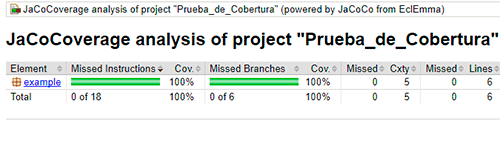 JaCoCoverage analysis of project "Prueba_de_Cobertura" (powered by JaCoCo from EclEmma)
JaCoCoverage analysis of project "Prueba_de_Cobertura"
Element Missed Instructions Cov. Missed Branches Cov. Missed Cxty Missed Lines
example 100% 100% 0 5 0 6
Total 0 of 18 100% 0 of 6 100% 0 5 0 6